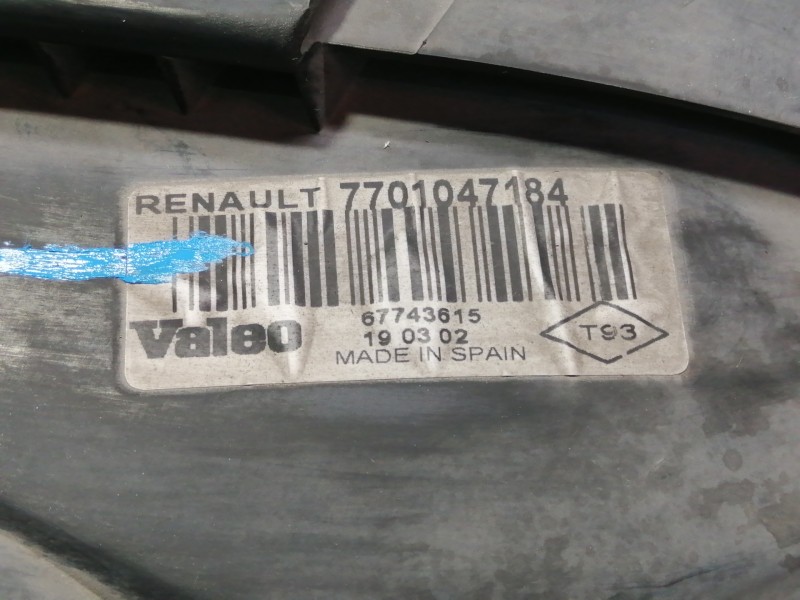 RENAULT 7701047184
67743615
Valeo 19 03 02
MADE IN SPAIN
T93